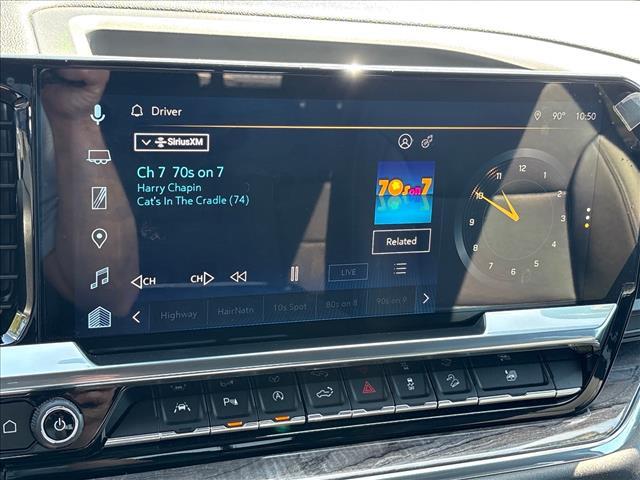 Driver
90° 10:50
SiriusXM
Ch 7 70s on 7
Harry Chapin
Cat's In The Cradle (74)
70s on 7
Related
CH CH LIVE
Highway HairNatn 10s Spot 80s on 8 90s on 9
12
1
2
3
4
5
6
7
8
9
10
11
P
A